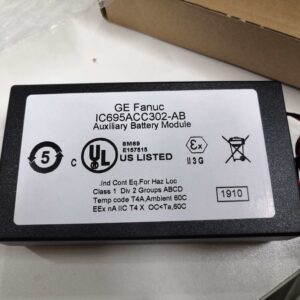 GE Fanuc
IC695ACC302-AB
Auxiliary Battery Module
5
C UL US LISTED
8M89
E157515
Ex
II 3 G
.Ind Cont Eq.For Haz Loc
Class 1 Div 2 Groups ABCD
Temp code T4A,Ambient 60C
EEx nA IIC T4 X OC<Ta,60C
1910